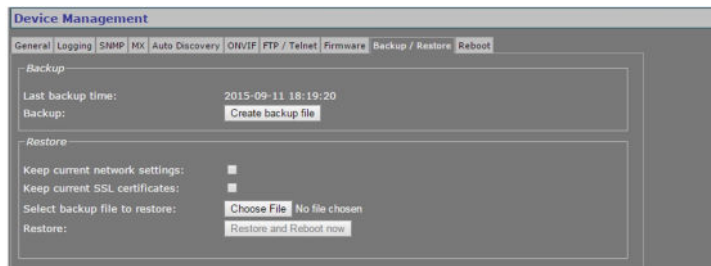 Device Management
General Logging SNMP MX Auto Discovery ONVIF FTP / Telnet Firmware Backup / Restore Reboot
Backup
Last backup time: 2015-09-11 18:19:20
Backup: Create backup file
Restore
Keep current network settings:
Keep current SSL certificates:
Select backup file to restore: Choose File No file chosen
Restore: Restore and Reboot now